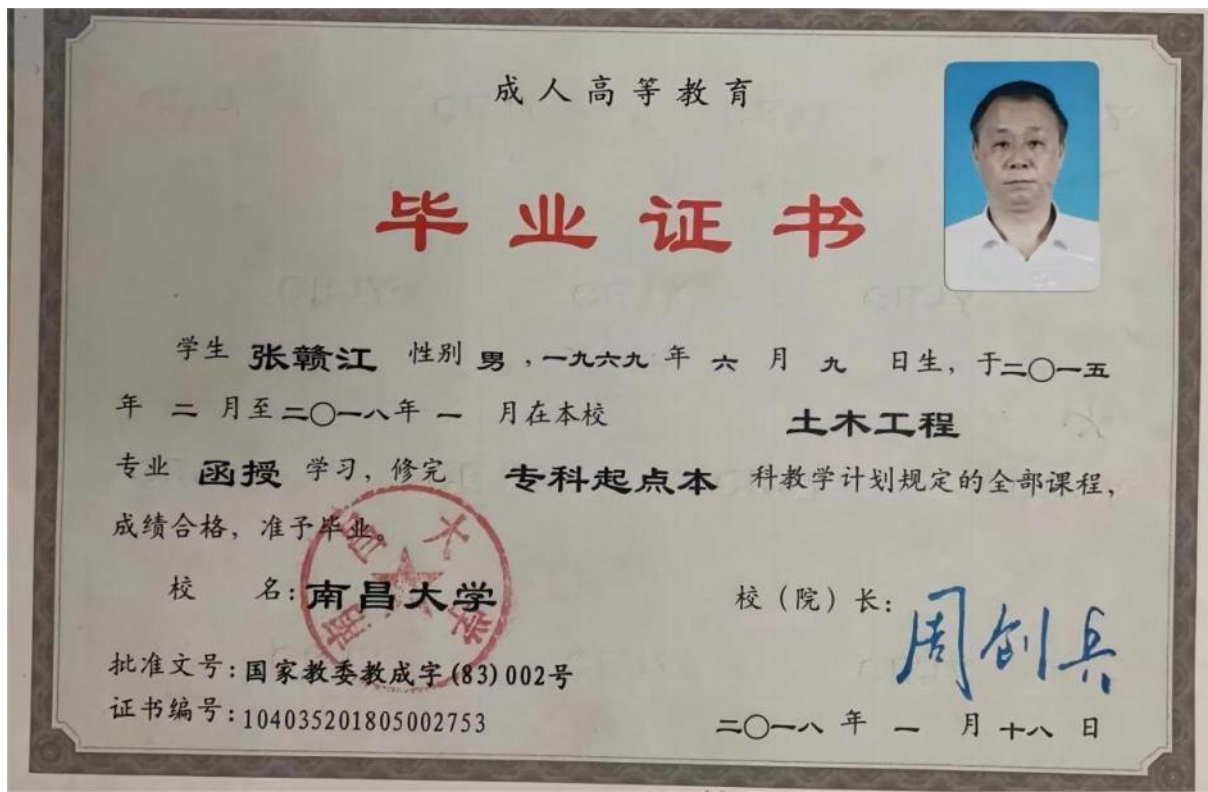 成人高等教育
毕业证书
学生 张赣江 性别 男，一九六九 年 六 月 九 日生，于二〇一五
年 二 月至二〇一八年 一 月在本校 土木工程
专业 函授 学习，修完 专科起点本 科教学计划规定的全部课程，
成绩合格，准予毕业。
校 名：南昌大学
南昌大学
校（院）长：周创兵
批准文号：国家教委教成字(83)002号
证书编号：104035201805002753
二〇一八 年 一 月 十八 日